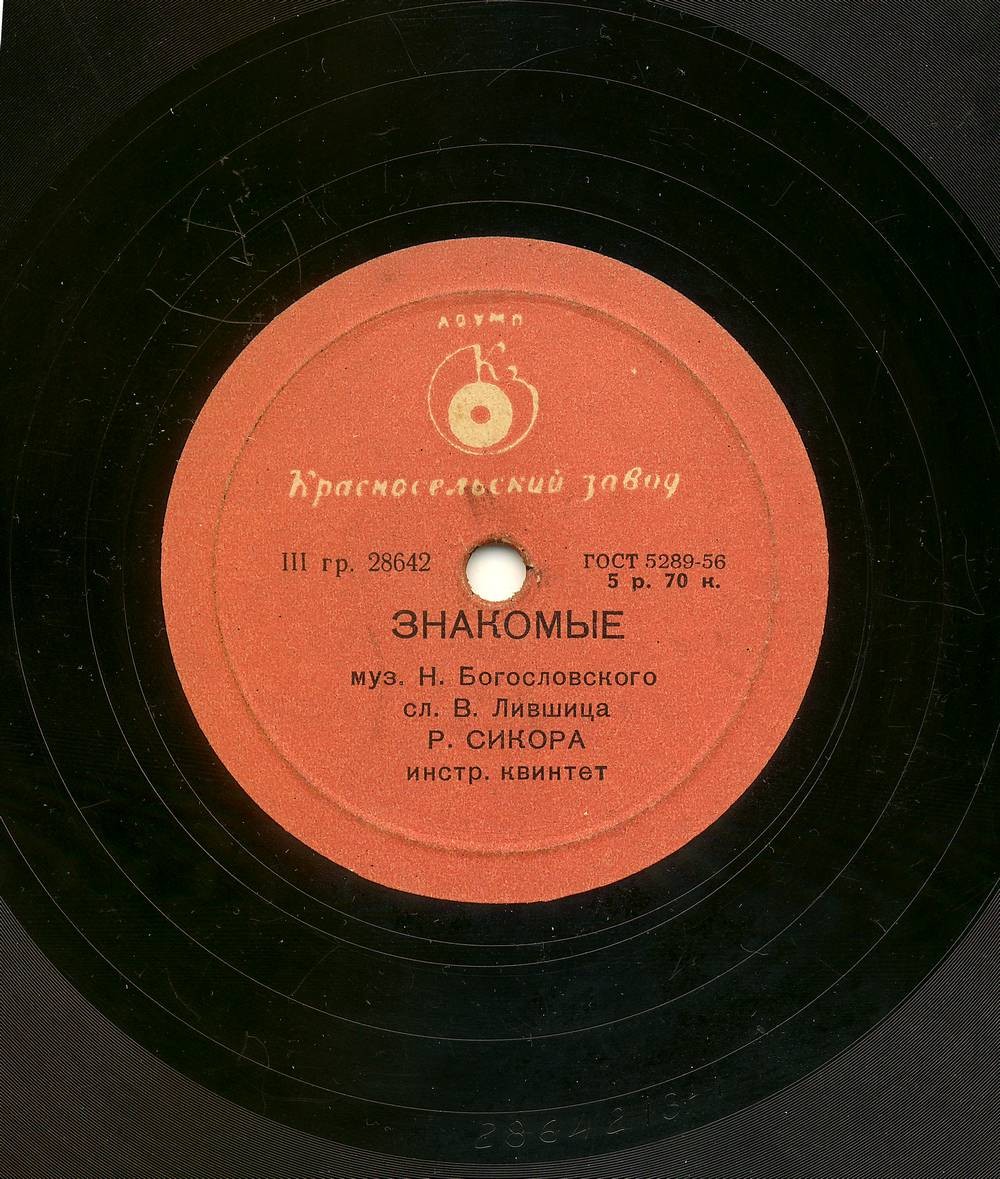 К з
Красносельский завод
III гр. 28642
ГОСТ 5289-56
5 р. 70 к.
ЗНАКОМЫЕ
муз. Н. Богословского
сл. В. Лившица
Р. СИКОРА
инстр. квинтет
28642